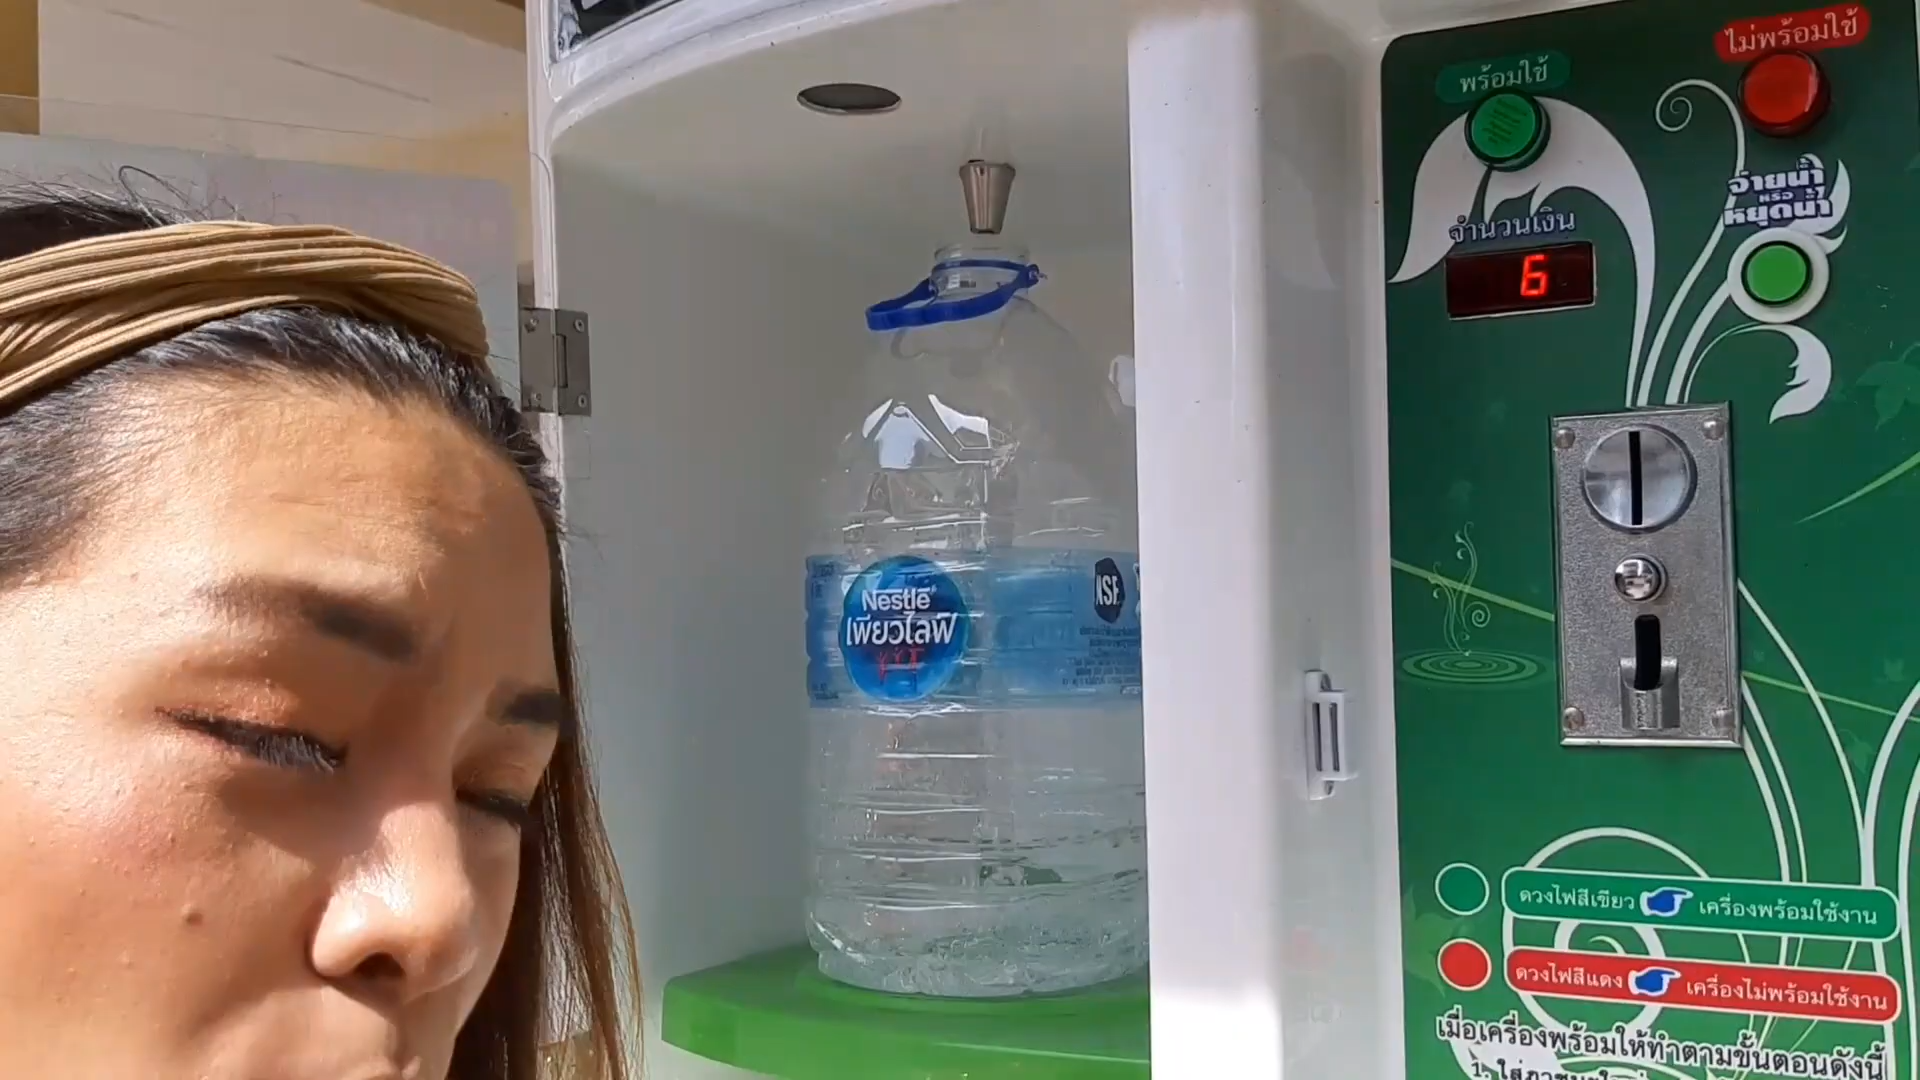 ไม่พร้อมใช้
พร้อมใช้
จ่ายน้ำ
หรือ
หยุดน้ำ
จำนวนเงิน
6
Nestlé
เพียวไลฟ์
NSF
ดวงไฟสีเขียว เครื่องพร้อมใช้งาน
ดวงไฟสีแดง เครื่องไม่พร้อมใช้งาน
เมื่อเครื่องพร้อมให้ทำตามขั้นตอนดังนี้
1.